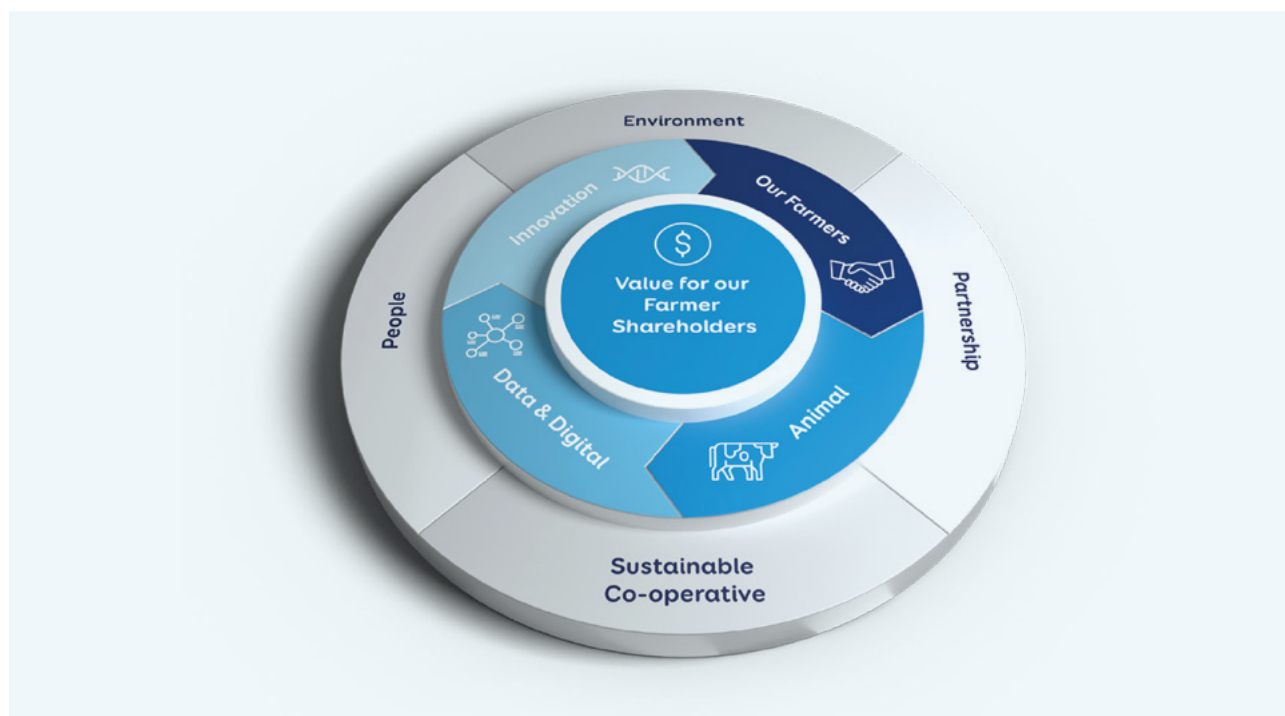 Environment
Innovation
Our Farmers
$
Value for our
Farmer
Shareholders
People
Partnership
Data & Digital
Animal
Sustainable
Co-operative